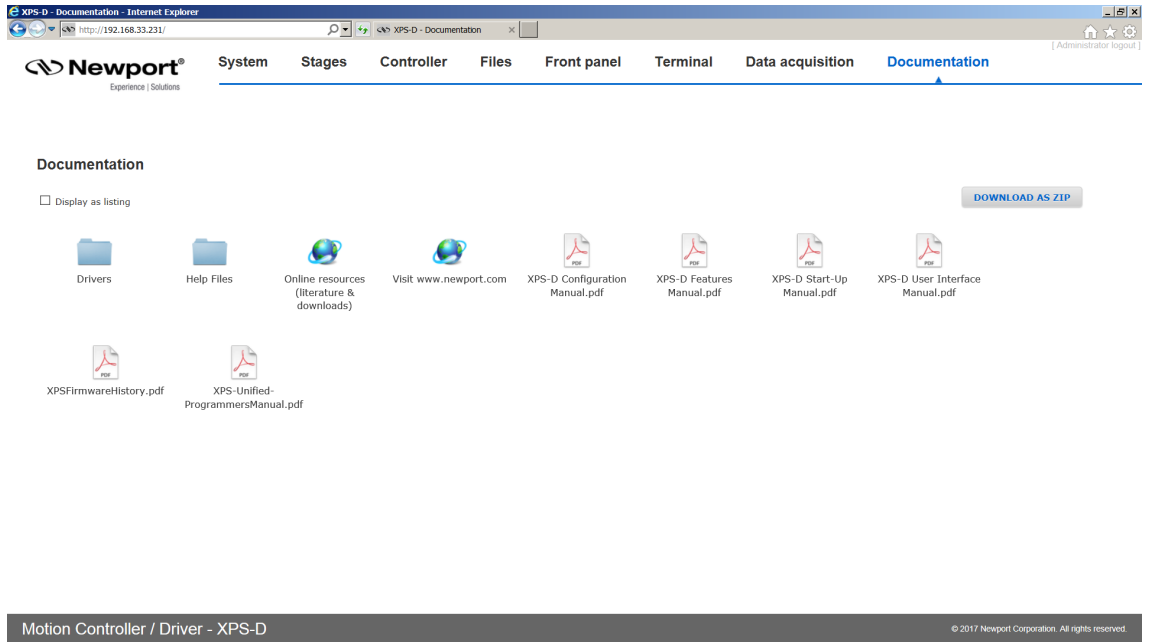 XPS-D - Documentation - Internet Explorer
http://192.168.33.231/
XPS-D - Documentation
[ Administrator logout ]
Newport®
Experience | Solutions
System
Stages
Controller
Files
Front panel
Terminal
Data acquisition
Documentation
Documentation
Display as listing
DOWNLOAD AS ZIP
Drivers
Help Files
Online resources
(literature &
downloads)
Visit www.newport.com
PDF
XPS-D Configuration
Manual.pdf
PDF
XPS-D Features
Manual.pdf
PDF
XPS-D Start-Up
Manual.pdf
PDF
XPS-D User Interface
Manual.pdf
PDF
XPSFirmwareHistory.pdf
PDF
XPS-Unified-
ProgrammersManual.pdf
Motion Controller / Driver - XPS-D
© 2017 Newport Corporation. All rights reserved.